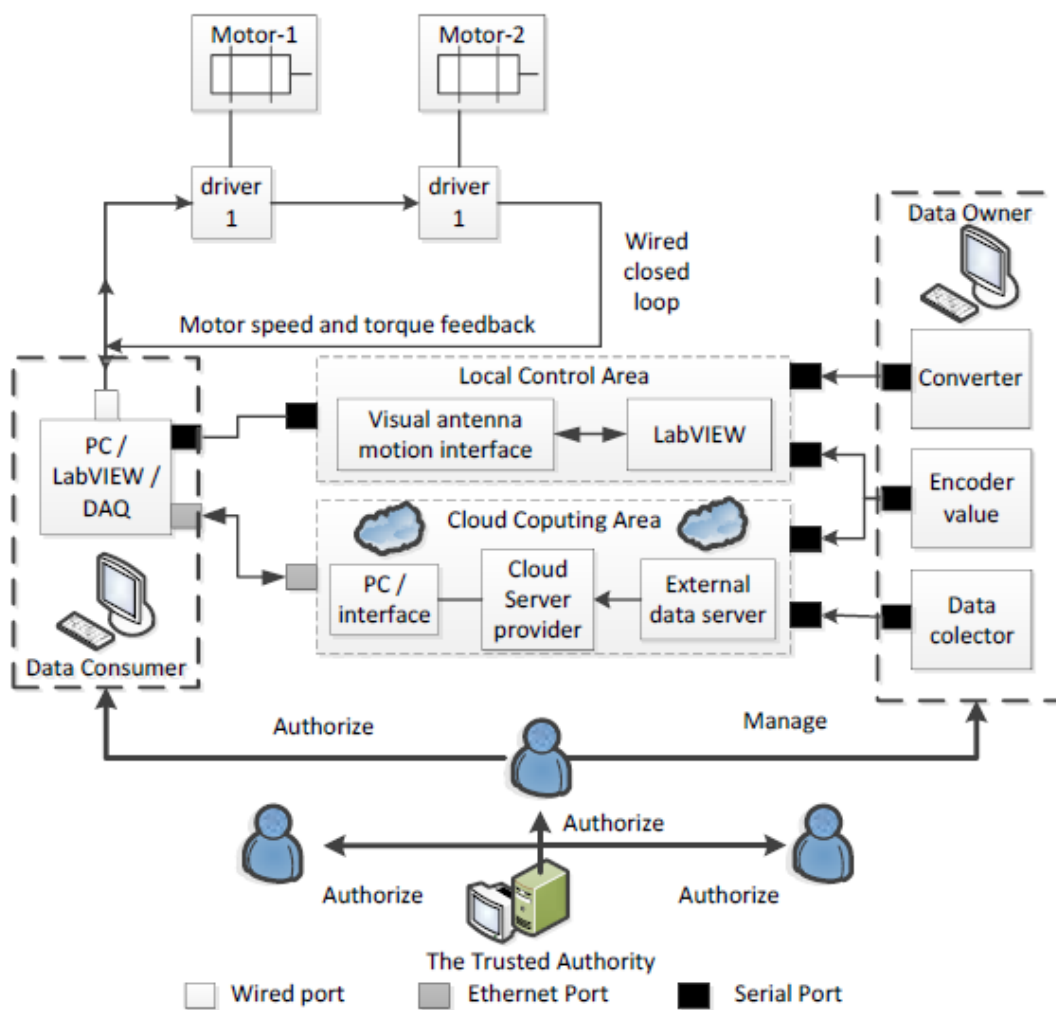 Motor-1
Motor-2
driver
1
driver
1
Wired
closed
loop
Motor speed and torque feedback
Data Owner
Converter
Encoder
value
Data
colector
Local Control Area
Visual antenna
motion interface
LabVIEW
PC /
LabVIEW /
DAQ
Data Consumer
Cloud Coputing Area
PC /
interface
Cloud
Server
provider
External
data server
Authorize
Manage
Authorize
Authorize
Authorize
The Trusted Authority
Wired port
Ethernet Port
Serial Port